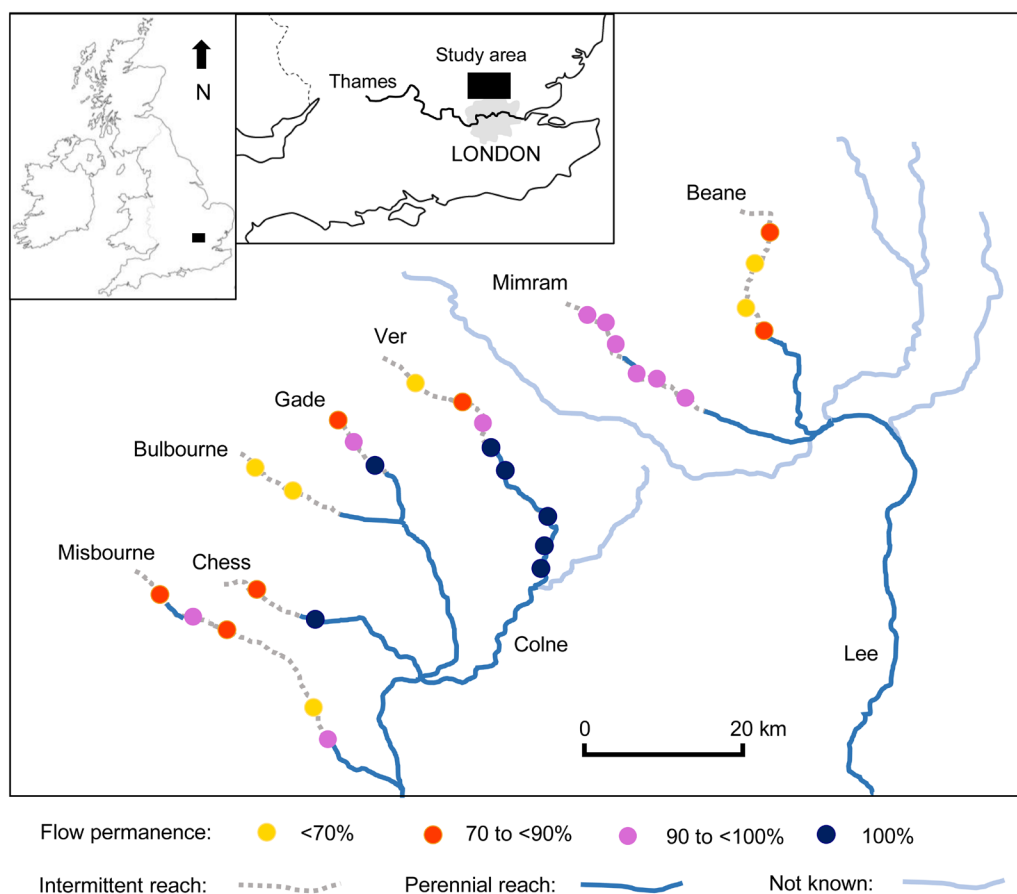 N
Study area
Thames
LONDON
Beane
Mimram
Ver
Gade
Bulbourne
Misbourne
Chess
Colne
Lee
0 20 km
Flow permanence: <70% 70 to <90% 90 to <100% 100%
Intermittent reach: Perennial reach: Not known: